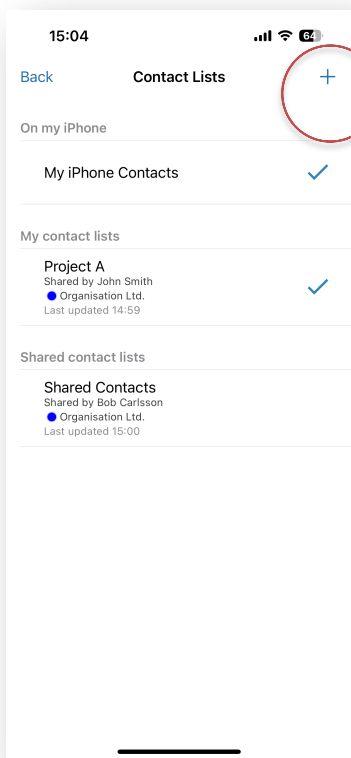 15:04 64
Back Contact Lists +
On my iPhone
My iPhone Contacts
My contact lists
Project A
Shared by John Smith
Organisation Ltd.
Last updated 14:59
Shared contact lists
Shared Contacts
Shared by Bob Carlsson
Organisation Ltd.
Last updated 15:00